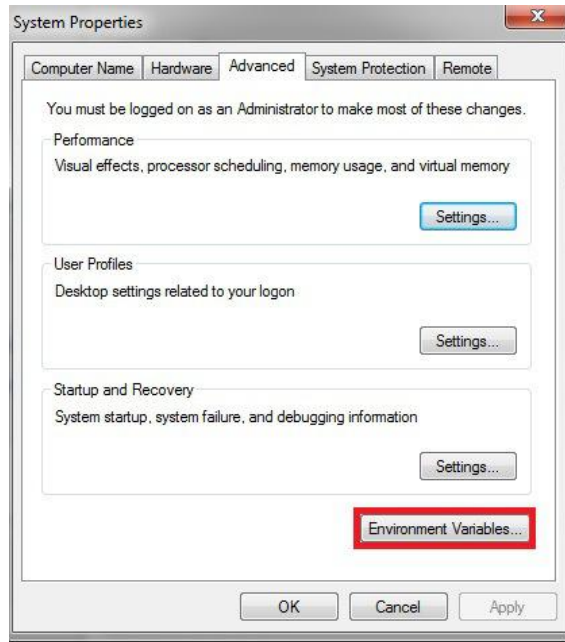 System Properties
Computer Name Hardware Advanced System Protection Remote
You must be logged on as an Administrator to make most of these changes.
Performance
Visual effects, processor scheduling, memory usage, and virtual memory
Settings...
User Profiles
Desktop settings related to your logon
Settings...
Startup and Recovery
System startup, system failure, and debugging information
Settings...
Environment Variables...
OK Cancel Apply